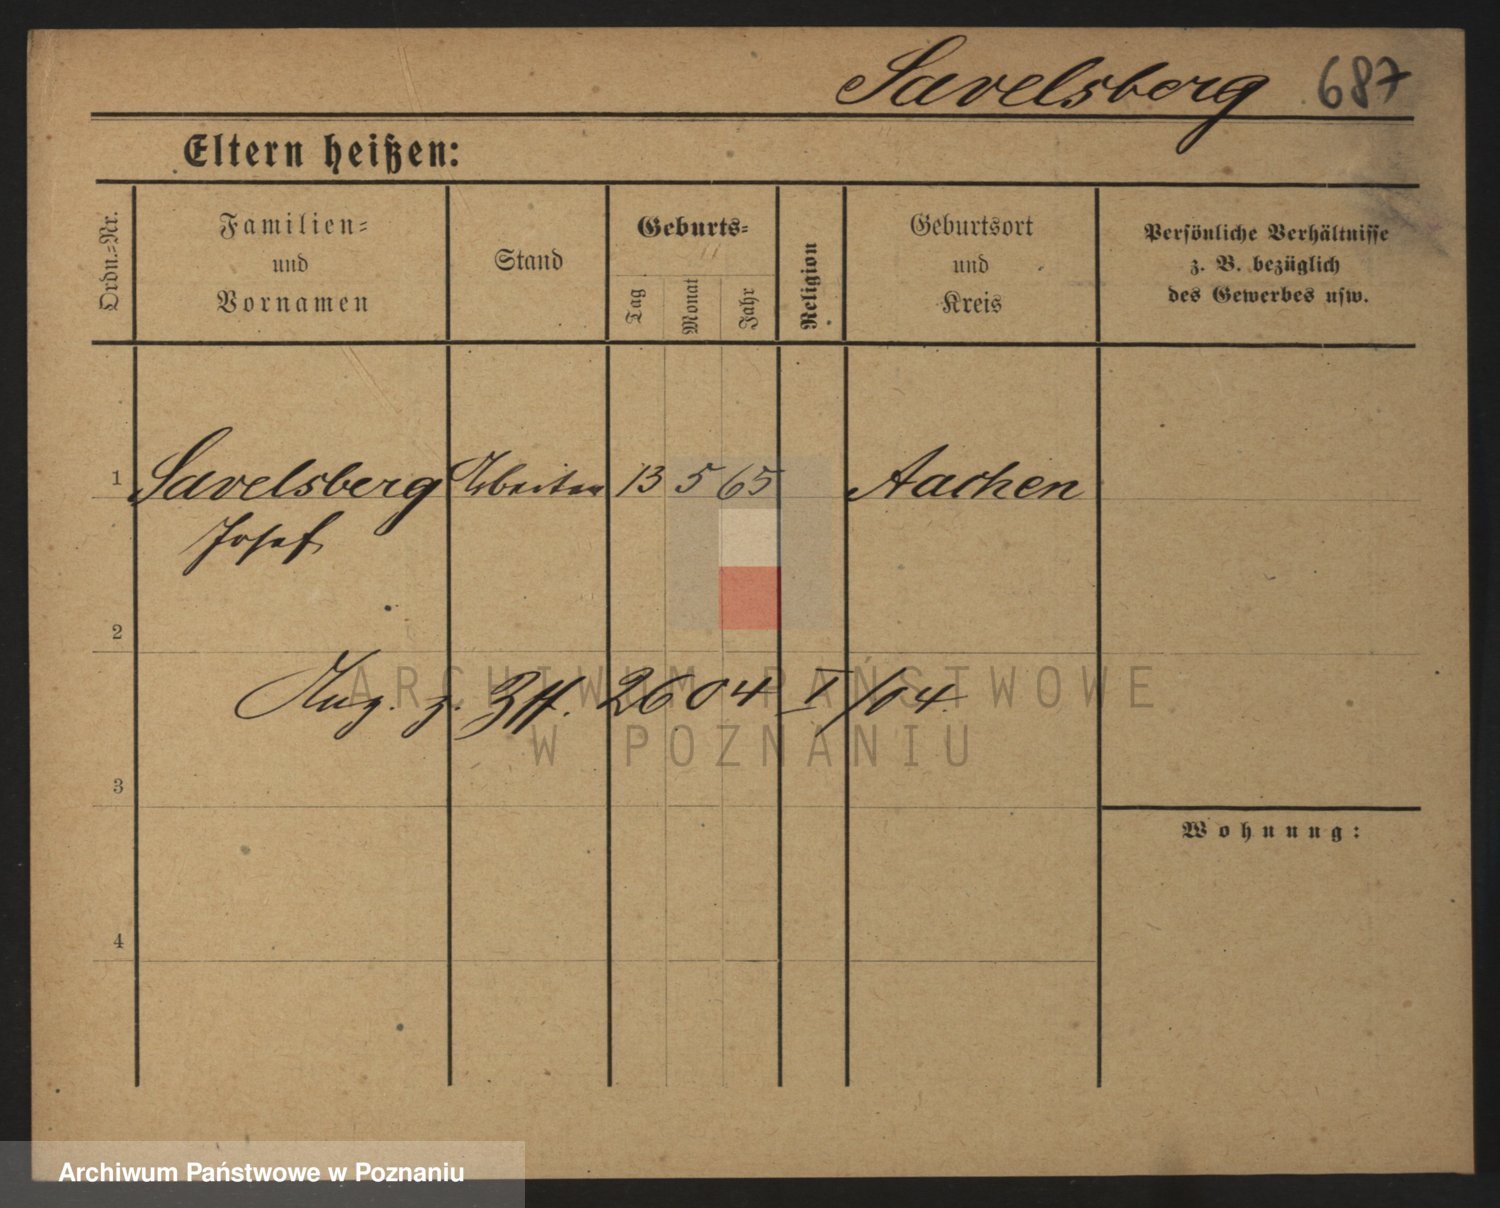 Savelsberg 687
Eltern heißen:
Ordn.-Nr.
Familien-
und
Vornamen
Stand
Geburts-
Tag
Monat
Jahr
Religion
Geburtsort
und
Kreis
Persönliche Verhältnisse
z. B. bezüglich
des Gewerbes usw.
1 Savelsberg Arbeiter 13 5 65 Aachen
Josef
2
z. 2604 I/04.
ARCHIWUM PAŃSTWOWE
W POZNANIU
3
Wohnung:
4
Archiwum Państwowe w Poznaniu